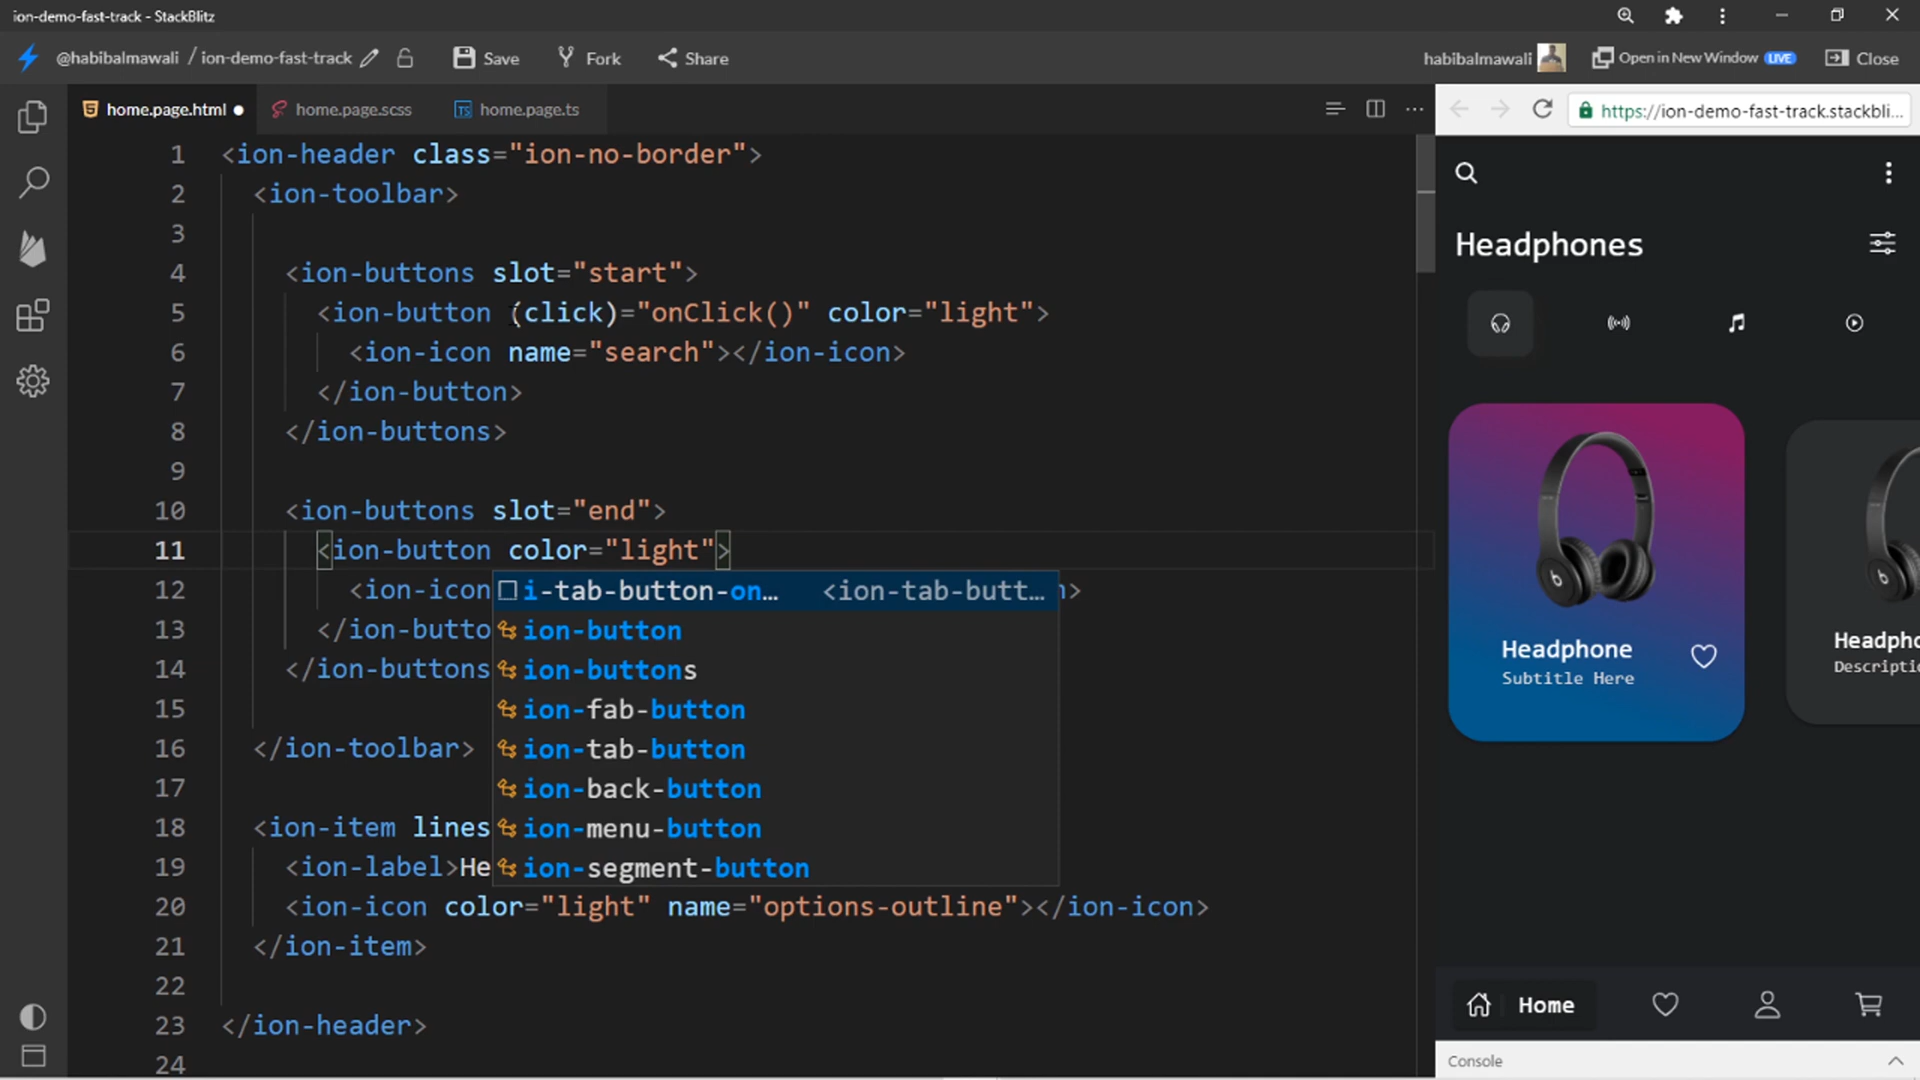 ion-demo-fast-track - StackBlitz
@habibalmawali / ion-demo-fast-track Save Fork Share habibalmawali Open in New Window LIVE Close
home.page.html home.page.scss home.page.ts
https://ion-demo-fast-track.stackbli...
1 <ion-header class="ion-no-border">
2 <ion-toolbar>
3
4 <ion-buttons slot="start">
5 <ion-button (click)="onClick()" color="light">
6 <ion-icon name="search"></ion-icon>
7 </ion-button>
8 </ion-buttons>
9
10 <ion-buttons slot="end">
11 <ion-button color="light">
12 <ion-icon
i-tab-button-on... <ion-tab-butt...
>
13 </ion-butto
ion-button
14 </ion-buttons
ion-buttons
15
ion-fab-button
16 </ion-toolbar>
ion-tab-button
17
ion-back-button
18 <ion-item lines
ion-menu-button
19 <ion-label>He
ion-segment-button
20 <ion-icon color="light" name="options-outline"></ion-icon>
21 </ion-item>
22
23 </ion-header>
24
Headphones
Headphone
Subtitle Here
Headpho
Descriptio
Home
Console